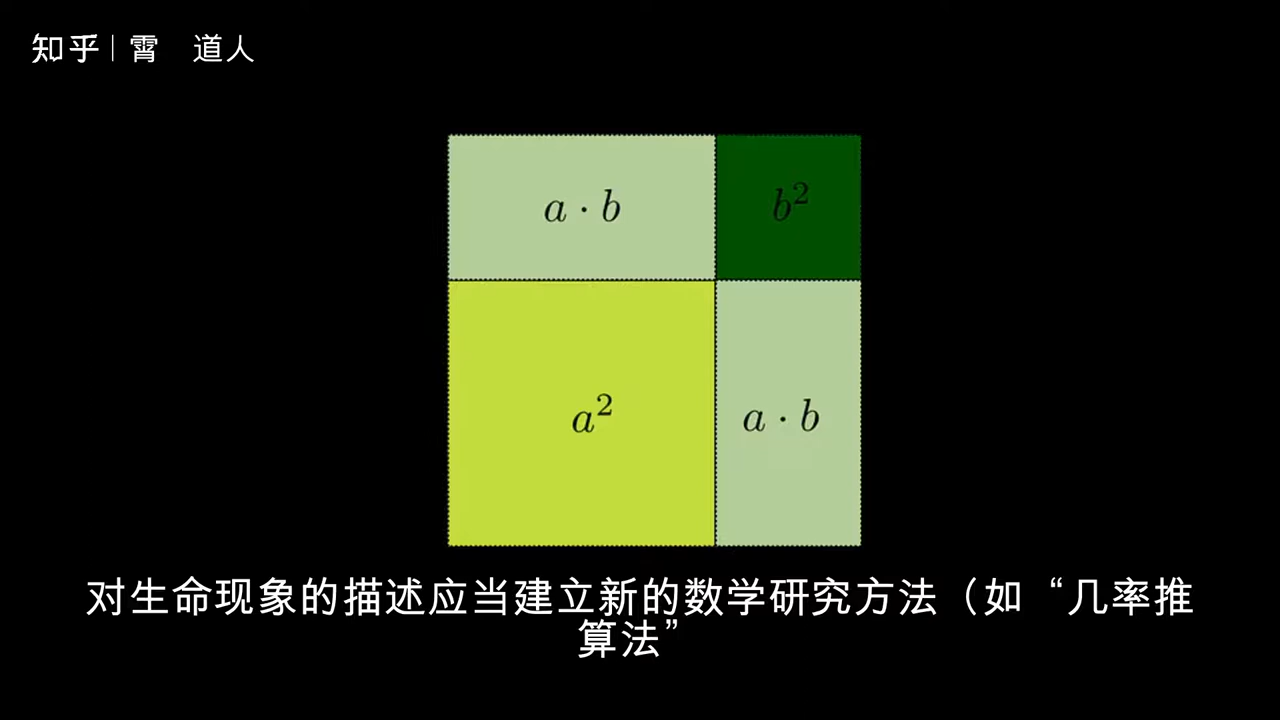 知乎 | 霄 道人
a · b
b²
a²
a · b
对生命现象的描述应当建立新的数学研究方法（如“几率推
算法”